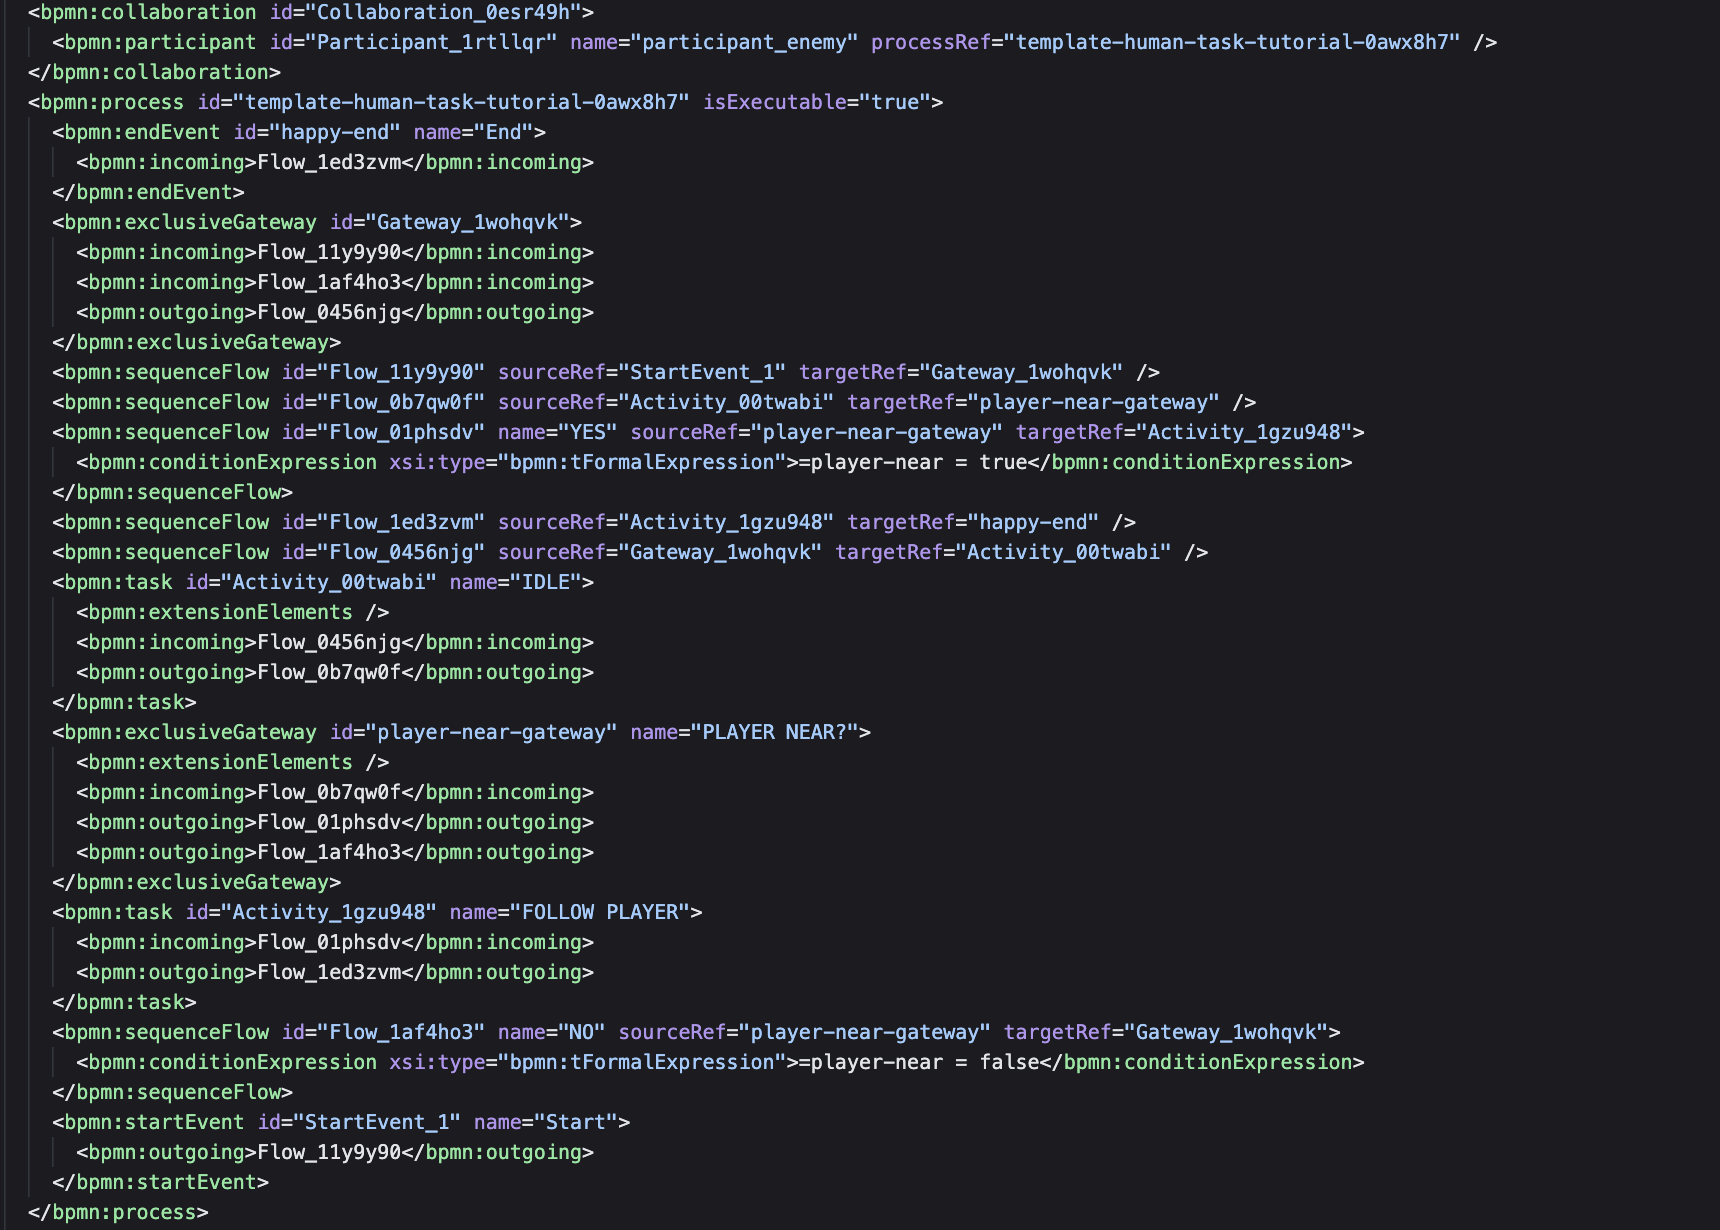 <bpmn:collaboration id="Collaboration_0esr49h">
<bpmn:participant id="Participant_1rtllqr" name="participant_enemy" processRef="template-human-task-tutorial-0awx8h7" />
</bpmn:collaboration>
<bpmn:process id="template-human-task-tutorial-0awx8h7" isExecutable="true">
<bpmn:endEvent id="happy-end" name="End">
<bpmn:incoming>Flow_1ed3zvm</bpmn:incoming>
</bpmn:endEvent>
<bpmn:exclusiveGateway id="Gateway_1wohqvk">
<bpmn:incoming>Flow_11y9y90</bpmn:incoming>
<bpmn:incoming>Flow_1af4ho3</bpmn:incoming>
<bpmn:outgoing>Flow_0456njg</bpmn:outgoing>
</bpmn:exclusiveGateway>
<bpmn:sequenceFlow id="Flow_11y9y90" sourceRef="StartEvent_1" targetRef="Gateway_1wohqvk" />
<bpmn:sequenceFlow id="Flow_0b7qw0f" sourceRef="Activity_00twabi" targetRef="player-near-gateway" />
<bpmn:sequenceFlow id="Flow_01phsdv" name="YES" sourceRef="player-near-gateway" targetRef="Activity_1gzu948">
<bpmn:conditionExpression xsi:type="bpmn:tFormalExpression">=player-near = true</bpmn:conditionExpression>
</bpmn:sequenceFlow>
<bpmn:sequenceFlow id="Flow_1ed3zvm" sourceRef="Activity_1gzu948" targetRef="happy-end" />
<bpmn:sequenceFlow id="Flow_0456njg" sourceRef="Gateway_1wohqvk" targetRef="Activity_00twabi" />
<bpmn:task id="Activity_00twabi" name="IDLE">
<bpmn:extensionElements />
<bpmn:incoming>Flow_0456njg</bpmn:incoming>
<bpmn:outgoing>Flow_0b7qw0f</bpmn:outgoing>
</bpmn:task>
<bpmn:exclusiveGateway id="player-near-gateway" name="PLAYER NEAR?">
<bpmn:extensionElements />
<bpmn:incoming>Flow_0b7qw0f</bpmn:incoming>
<bpmn:outgoing>Flow_01phsdv</bpmn:outgoing>
<bpmn:outgoing>Flow_1af4ho3</bpmn:outgoing>
</bpmn:exclusiveGateway>
<bpmn:task id="Activity_1gzu948" name="FOLLOW PLAYER">
<bpmn:incoming>Flow_01phsdv</bpmn:incoming>
<bpmn:outgoing>Flow_1ed3zvm</bpmn:outgoing>
</bpmn:task>
<bpmn:sequenceFlow id="Flow_1af4ho3" name="NO" sourceRef="player-near-gateway" targetRef="Gateway_1wohqvk">
<bpmn:conditionExpression xsi:type="bpmn:tFormalExpression">=player-near = false</bpmn:conditionExpression>
</bpmn:sequenceFlow>
<bpmn:startEvent id="StartEvent_1" name="Start">
<bpmn:outgoing>Flow_11y9y90</bpmn:outgoing>
</bpmn:startEvent>
</bpmn:process>